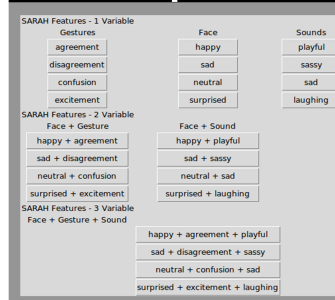 SARAH Features - 1 Variable
Gestures Face Sounds
agreement happy playful
disagreement sad sassy
confusion neutral sad
excitement surprised laughing
SARAH Features - 2 Variable
Face + Gesture Face + Sound
happy + agreement happy + playful
sad + disagreement sad + sassy
neutral + confusion neutral + sad
surprised + excitement surprised + laughing
SARAH Features - 3 Variable
Face + Gesture + Sound
happy + agreement + playful
sad + disagreement + sassy
neutral + confusion + sad
surprised + excitement + laughing